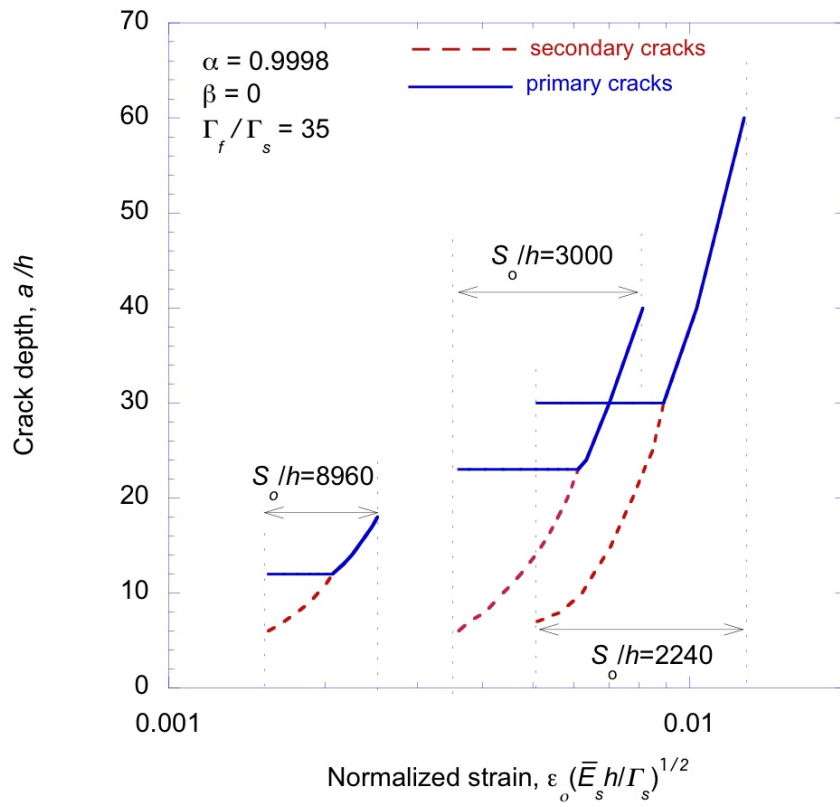 70
60
50
40
30
20
10
0
Crack depth, a/h
α = 0.9998
β = 0
Γf /Γs = 35
secondary cracks
primary cracks
So/h=3000
So/h=8960
So/h=2240
0.001
0.01
Normalized strain, εo(Ēsh/Γs)1/2